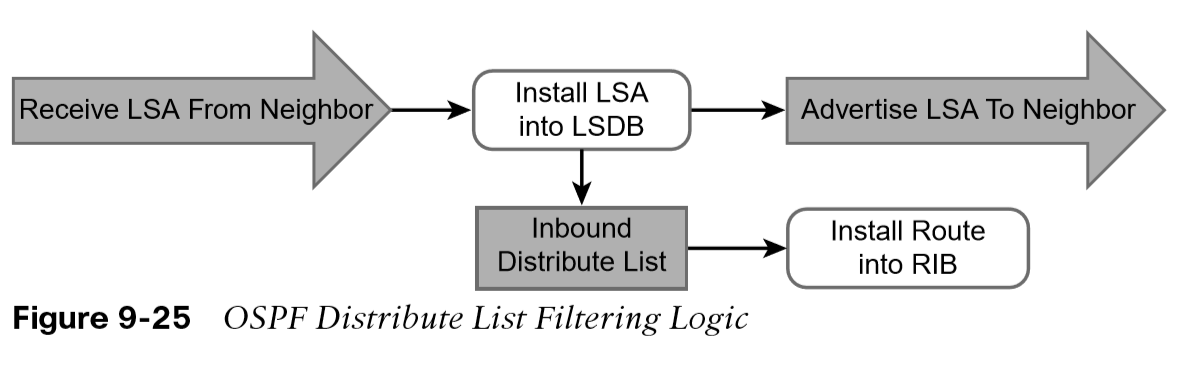 Receive LSA From Neighbor
Install LSA
into LSDB
Advertise LSA To Neighbor
Inbound
Distribute List
Install Route
into RIB
Figure 9-25 OSPF Distribute List Filtering Logic